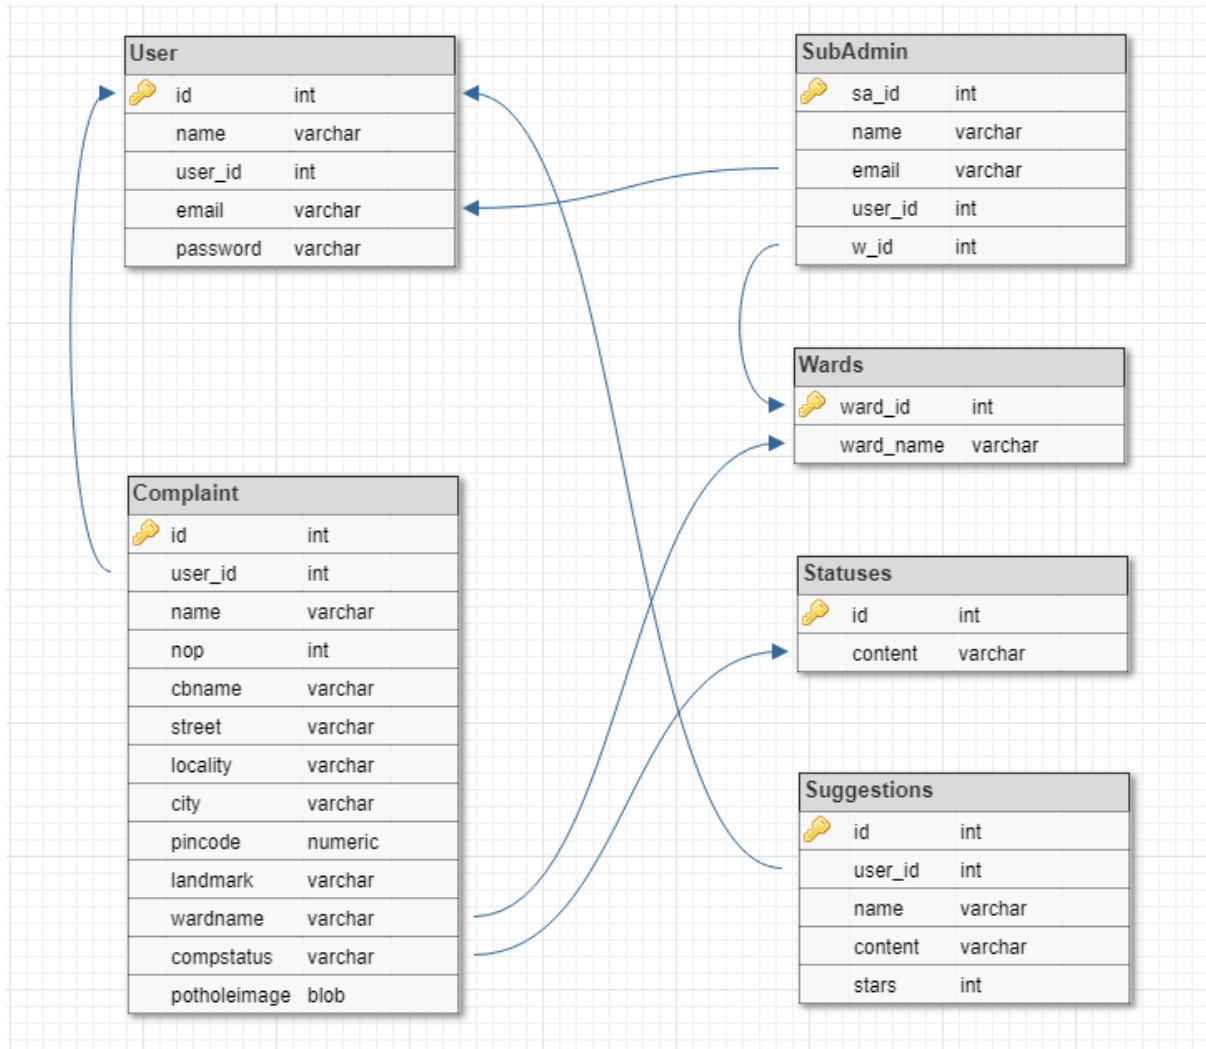 User
id int
name varchar
user_id int
email varchar
password varchar
SubAdmin
sa_id int
name varchar
email varchar
user_id int
w_id int
Wards
ward_id int
ward_name varchar
Complaint
id int
user_id int
name varchar
nop int
cbname varchar
street varchar
locality varchar
city varchar
pincode numeric
landmark varchar
wardname varchar
compstatus varchar
potholeimage blob
Statuses
id int
content varchar
Suggestions
id int
user_id int
name varchar
content varchar
stars int